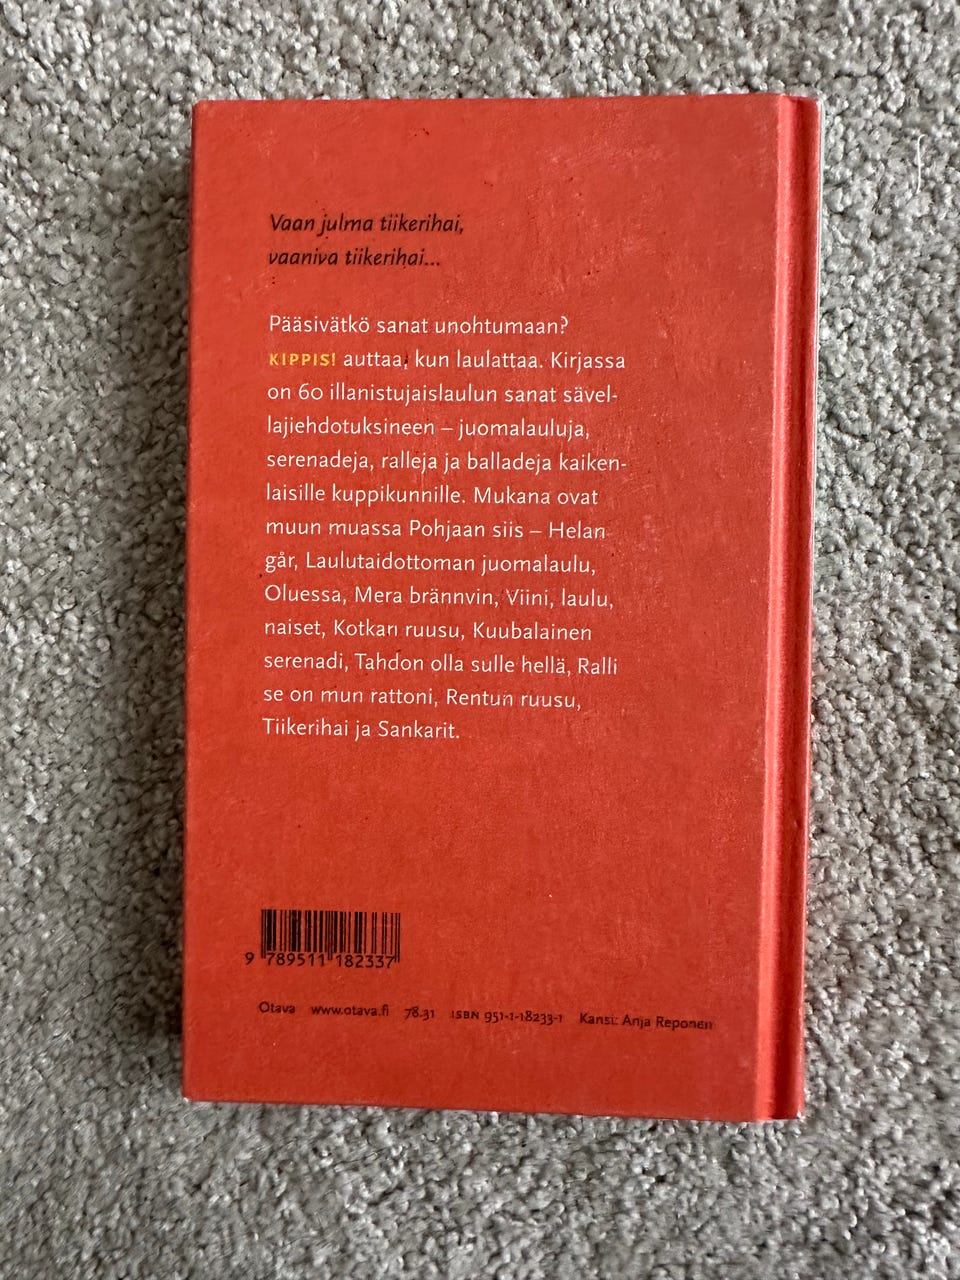 Vaan julma tiikerihai,
vaaniva tiikerihai...
Pääsivätkö sanat unohtumaan?
KIPPIS! auttaa, kun laulattaa. Kirjassa
on 60 illanistujaislaulun sanat sävel-
lajiehdotuksineen – juomalauluja,
serenadeja, ralleja ja balladeja kaiken-
laisille kuppikunnille. Mukana ovat
muun muassa Pohjaan siis – Helan
går, Laulutaidottoman juomalaulu,
Oluessa, Mera brännvin, Viini, laulu,
naiset, Kotkan ruusu, Kuubalainen
serenadi, Tahdon olla sulle hellä, Ralli
se on mun rattoni, Rentun ruusu,
Tiikerihai ja Sankarit.
9 789511 182337
Otava www.otava.fi 78.31 ISBN 951-1-18233-1 Kansi: Anja Reponen